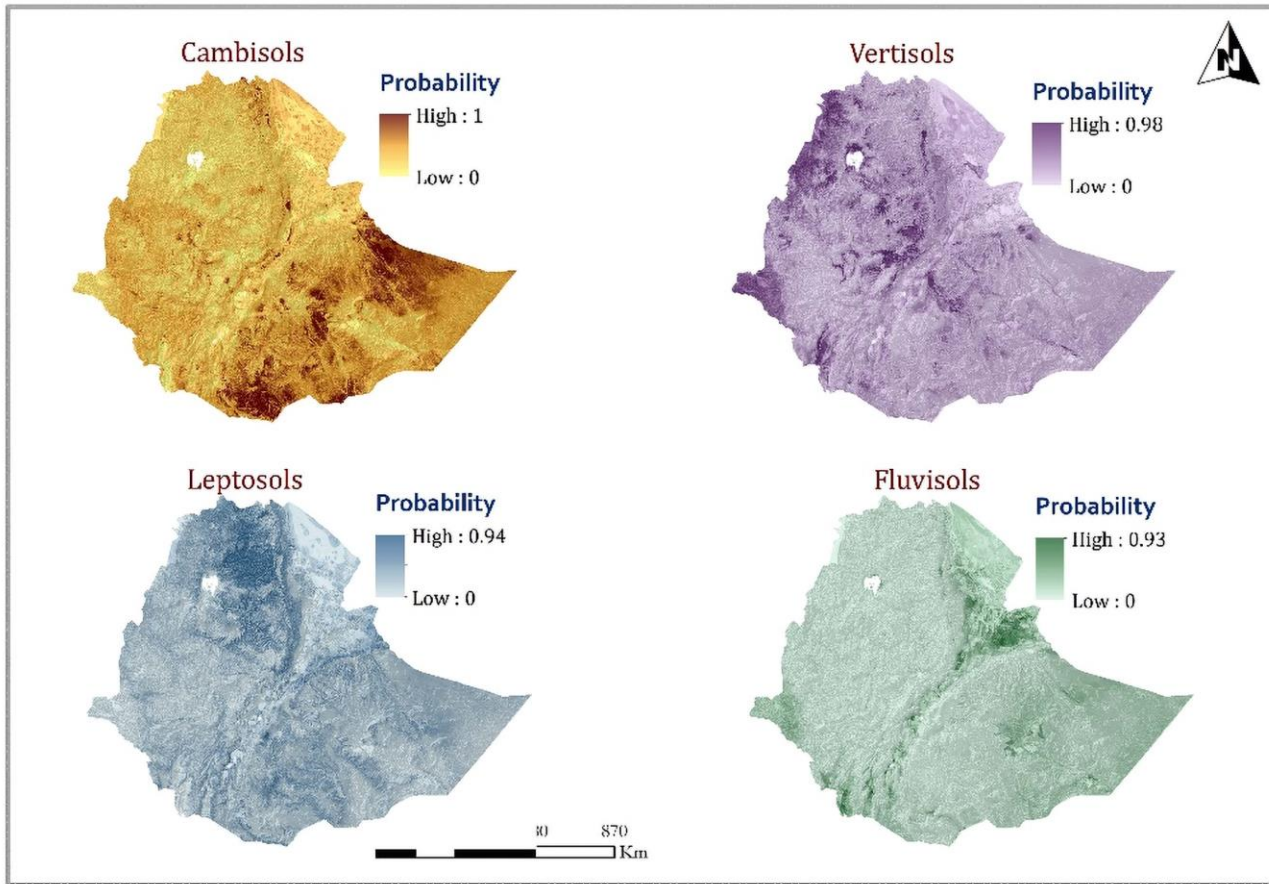 Cambisols
Probability
High : 1
Low : 0
Vertisols
Probability
High : 0.98
Low : 0
N
Leptosols
Probability
High : 0.94
Low : 0
Fluvisols
Probability
High : 0.93
Low : 0
870
Km